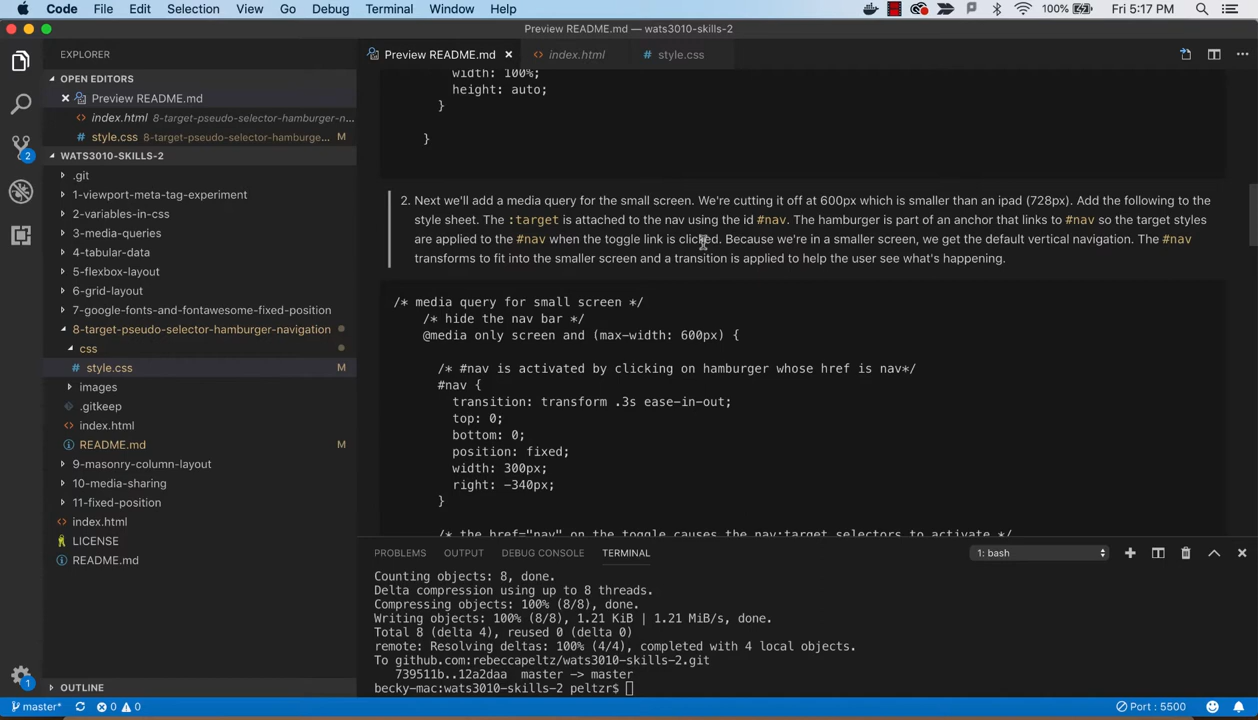 Code File Edit Selection View Go Debug Terminal Window Help 100% Fri 5:17 PM
Preview README.md — wats3010-skills-2
EXPLORER
OPEN EDITORS
Preview README.md
index.html 8-target-pseudo-selector-hamburger-n...
style.css 8-target-pseudo-selector-hamburge... M
WATS3010-SKILLS-2
.git
1-viewport-meta-tag-experiment
2-variables-in-css
3-media-queries
4-tabular-data
5-flexbox-layout
6-grid-layout
7-google-fonts-and-fontawesome-fixed-position
8-target-pseudo-selector-hamburger-navigation
css
style.css M
images
.gitkeep
index.html
README.md M
9-masonry-column-layout
10-media-sharing
11-fixed-position
index.html
LICENSE
README.md
OUTLINE
2
1
Preview README.md index.html style.css
width: 100%;
height: auto;
}
}
2. Next we'll add a media query for the small screen. We're cutting it off at 600px which is smaller than an ipad (728px). Add the following to the
style sheet. The :target is attached to the nav using the id #nav. The hamburger is part of an anchor that links to #nav so the target styles
are applied to the #nav when the toggle link is clicked. Because we're in a smaller screen, we get the default vertical navigation. The #nav
transforms to fit into the smaller screen and a transition is applied to help the user see what's happening.
/* media query for small screen */
/* hide the nav bar */
@media only screen and (max-width: 600px) {
/* #nav is activated by clicking on hamburger whose href is nav*/
#nav {
transition: transform .3s ease-in-out;
top: 0;
bottom: 0;
position: fixed;
width: 300px;
right: -340px;
}
/* the href="nav" on the toggle causes the nav:target selectors to activate */
PROBLEMS OUTPUT DEBUG CONSOLE TERMINAL 1: bash
Counting objects: 8, done.
Delta compression using up to 8 threads.
Compressing objects: 100% (8/8), done.
Writing objects: 100% (8/8), 1.21 KiB | 1.21 MiB/s, done.
Total 8 (delta 4), reused 0 (delta 0)
remote: Resolving deltas: 100% (4/4), completed with 4 local objects.
To github.com:rebeccapeltz/wats3010-skills-2.git
739511b..12a2daa master -> master
becky-mac:wats3010-skills-2 peltzr$
master* 0 0 Port : 5500